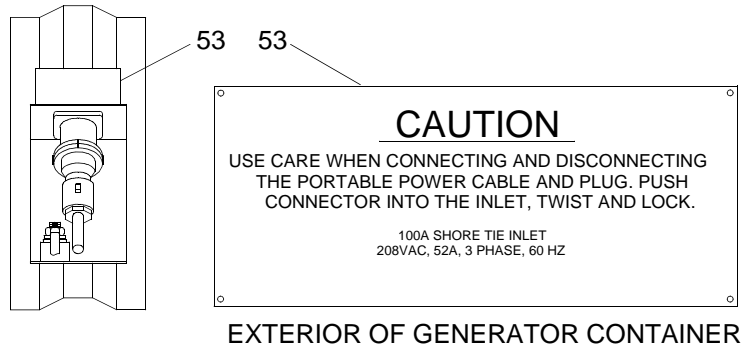 53 53
CAUTION
USE CARE WHEN CONNECTING AND DISCONNECTING
THE PORTABLE POWER CABLE AND PLUG. PUSH
CONNECTOR INTO THE INLET, TWIST AND LOCK.
100A SHORE TIE INLET
208VAC, 52A, 3 PHASE, 60 HZ
EXTERIOR OF GENERATOR CONTAINER